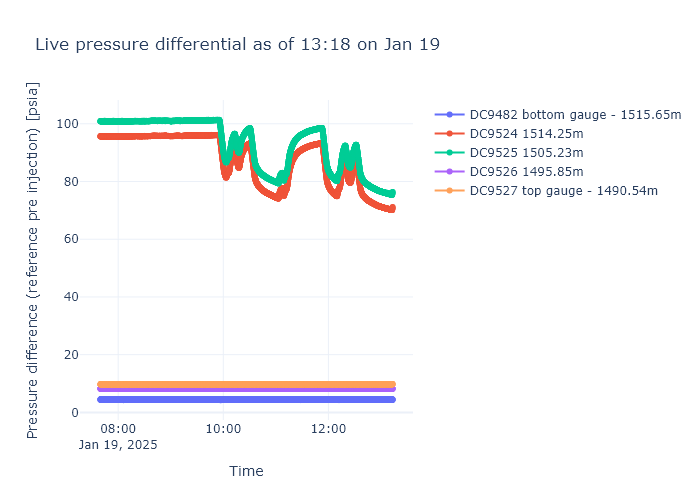 Live pressure differential as of 13:18 on Jan 19
Pressure difference (reference pre injection) [psia]
100
80
60
40
20
0
08:00
Jan 19, 2025
10:00
12:00
Time
DC9482 bottom gauge - 1515.65m
DC9524 1514.25m
DC9525 1505.23m
DC9526 1495.85m
DC9527 top gauge - 1490.54m